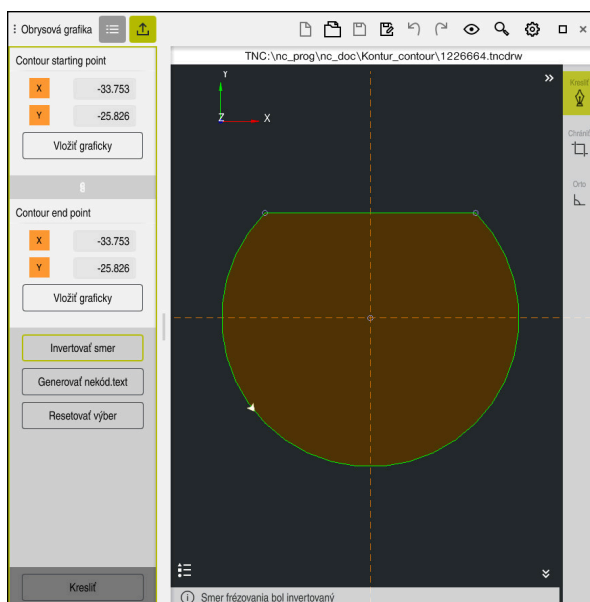 Obrysová grafika
TNC:\nc_prog\nc_doc\Kontur_contour\1226664.tncdrw
Contour starting point
X -33.753
Y -25.826
Vložiť graficky
Contour end point
X -33.753
Y -25.826
Vložiť graficky
Invertovať smer
Generovať nekód.text
Resetovať výber
Kresliť
Y
Z X
Smer frézovania bol invertovaný
Kresliť
Chrániť
Orto